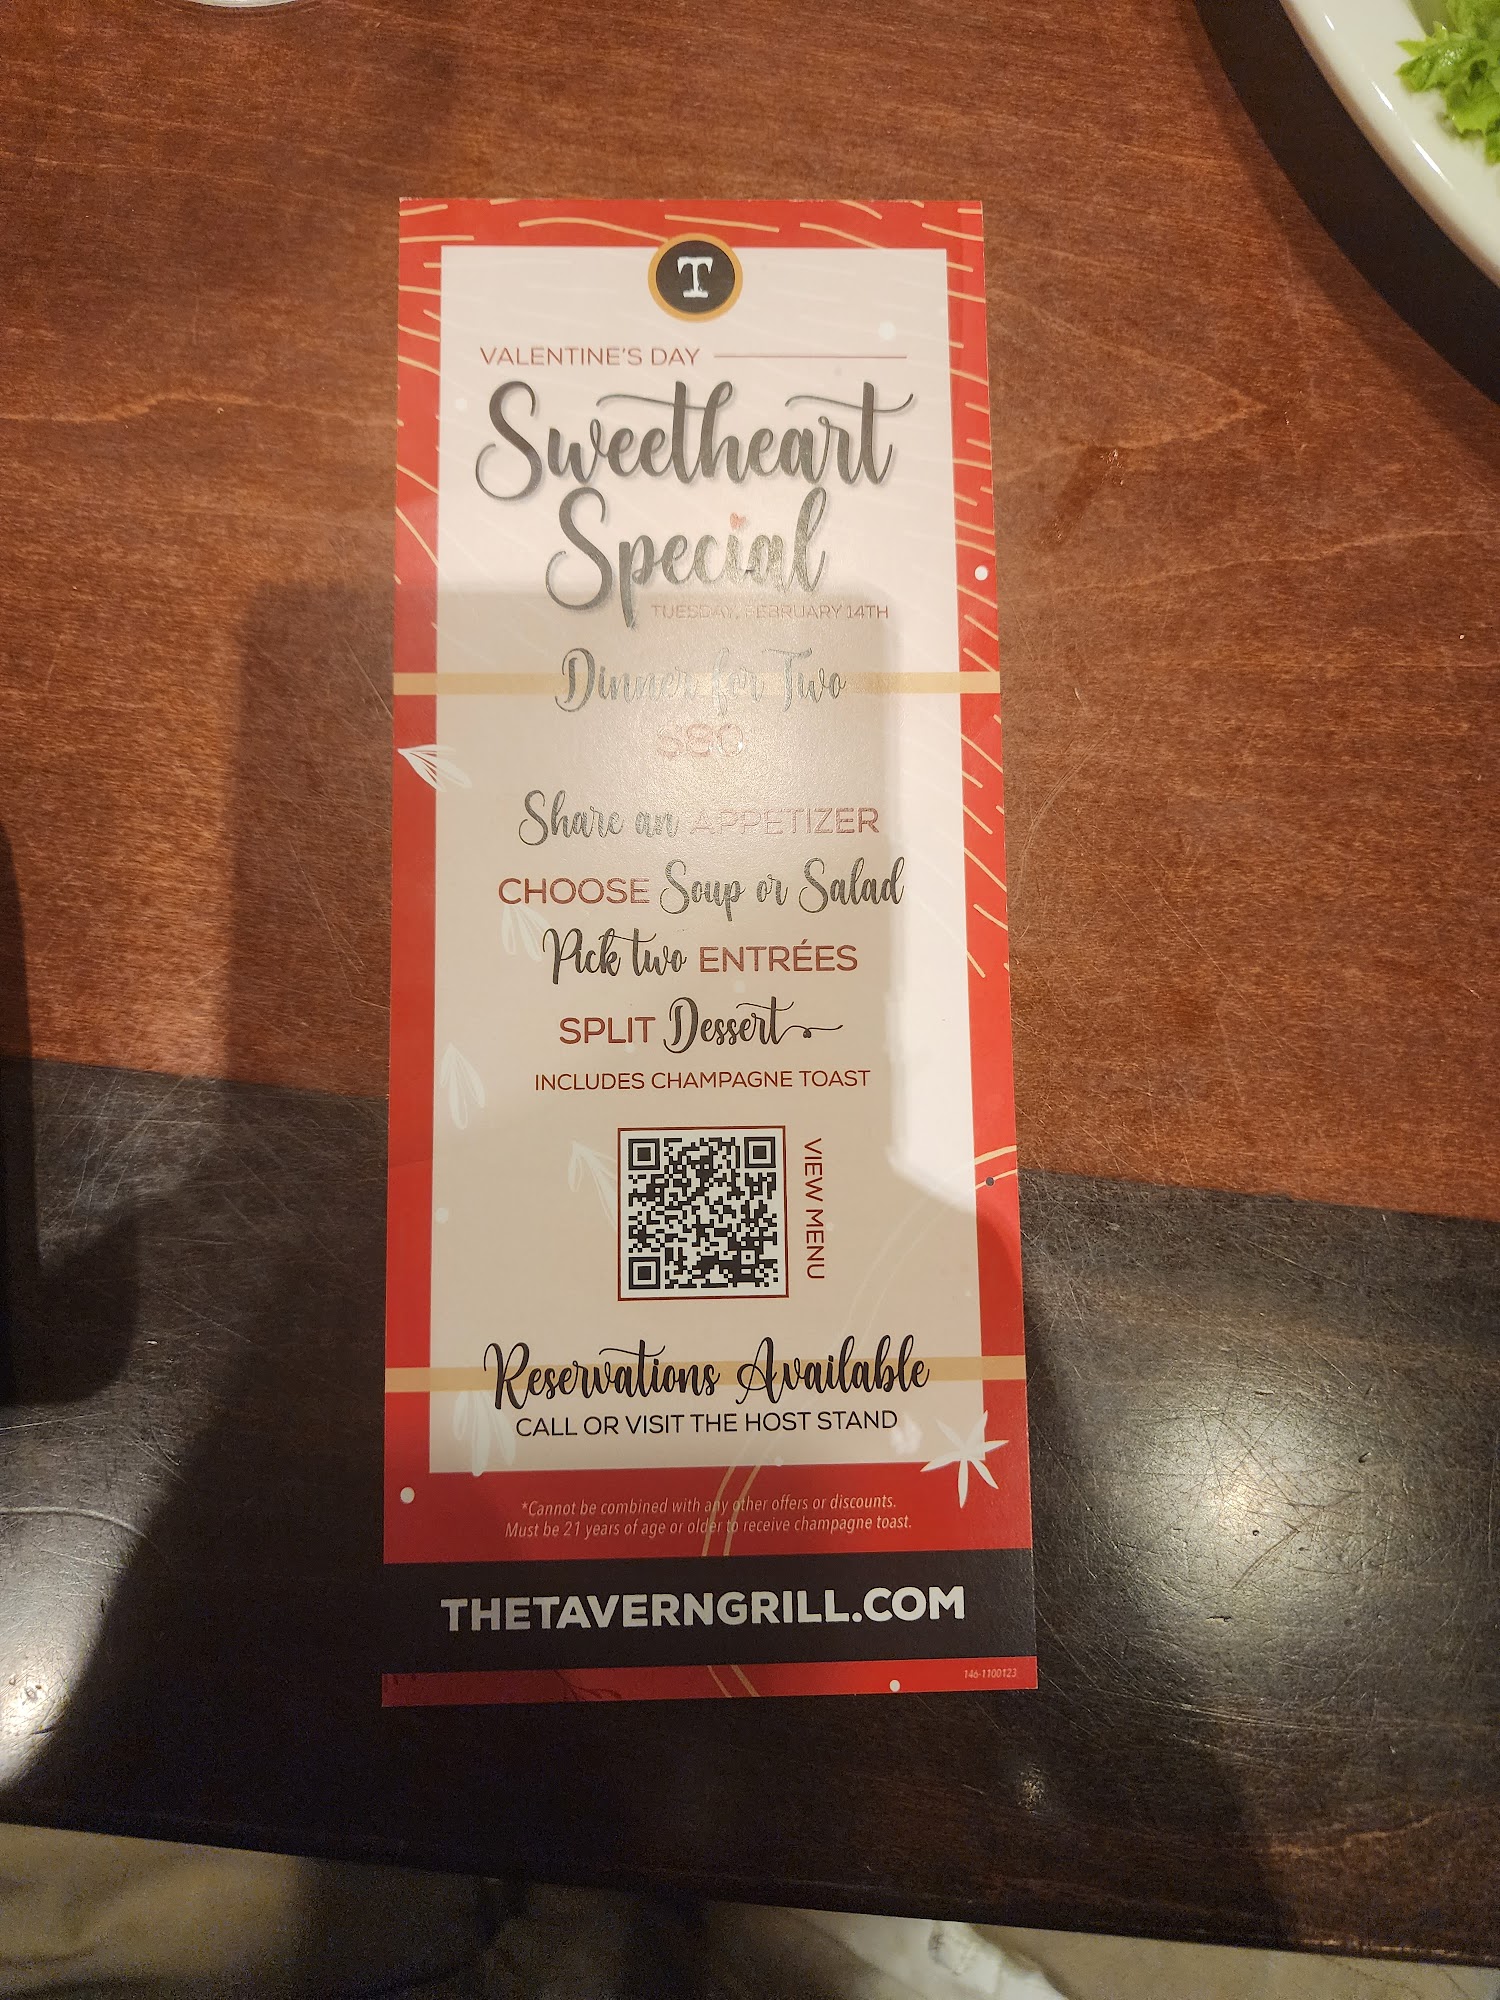 T
VALENTINE'S DAY
Sweetheart
Special
TUESDAY, FEBRUARY 14TH
Dinner for Two
$80
Share an APPETIZER
CHOOSE Soup or Salad
Pick two ENTRÉES
SPLIT Dessert
INCLUDES CHAMPAGNE TOAST
VIEW MENU
Reservations Available
CALL OR VISIT THE HOST STAND
*Cannot be combined with any other offers or discounts.
Must be 21 years of age or older to receive champagne toast.
THETAVERNGRILL.COM
146-1100123